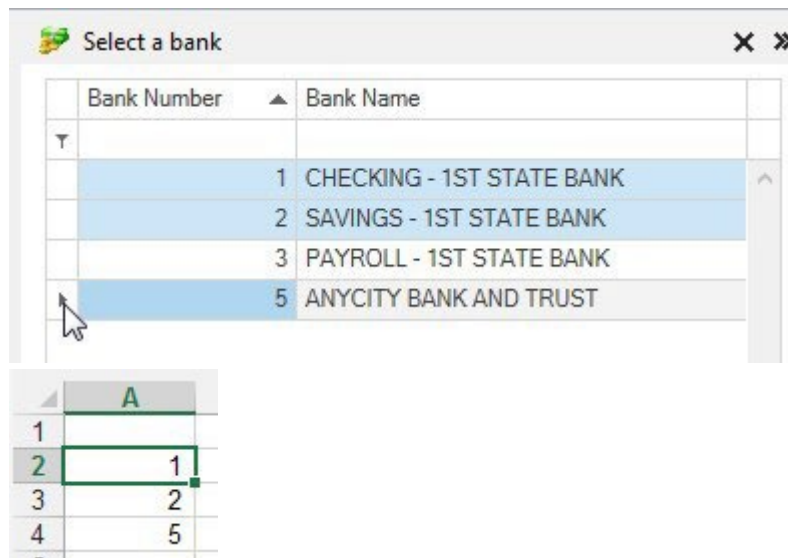 Select a bank
Bank Number Bank Name
1 CHECKING - 1ST STATE BANK
2 SAVINGS - 1ST STATE BANK
3 PAYROLL - 1ST STATE BANK
5 ANYCITY BANK AND TRUST
A
1
2 1
3 2
4 5